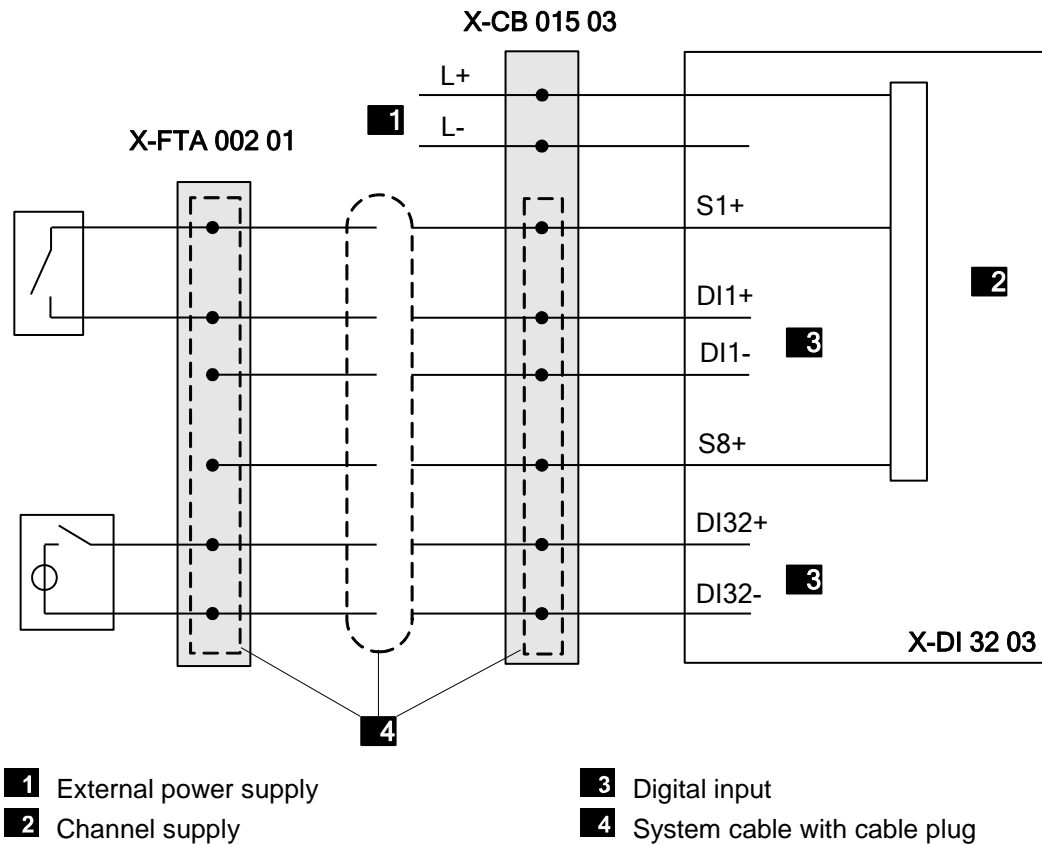 X-CB 015 03
L+
1
L-
X-FTA 002 01
S1+
2
DI1+
3
DI1-
S8+
DI32+
3
DI32-
X-DI 32 03
4
1 External power supply
2 Channel supply
3 Digital input
4 System cable with cable plug